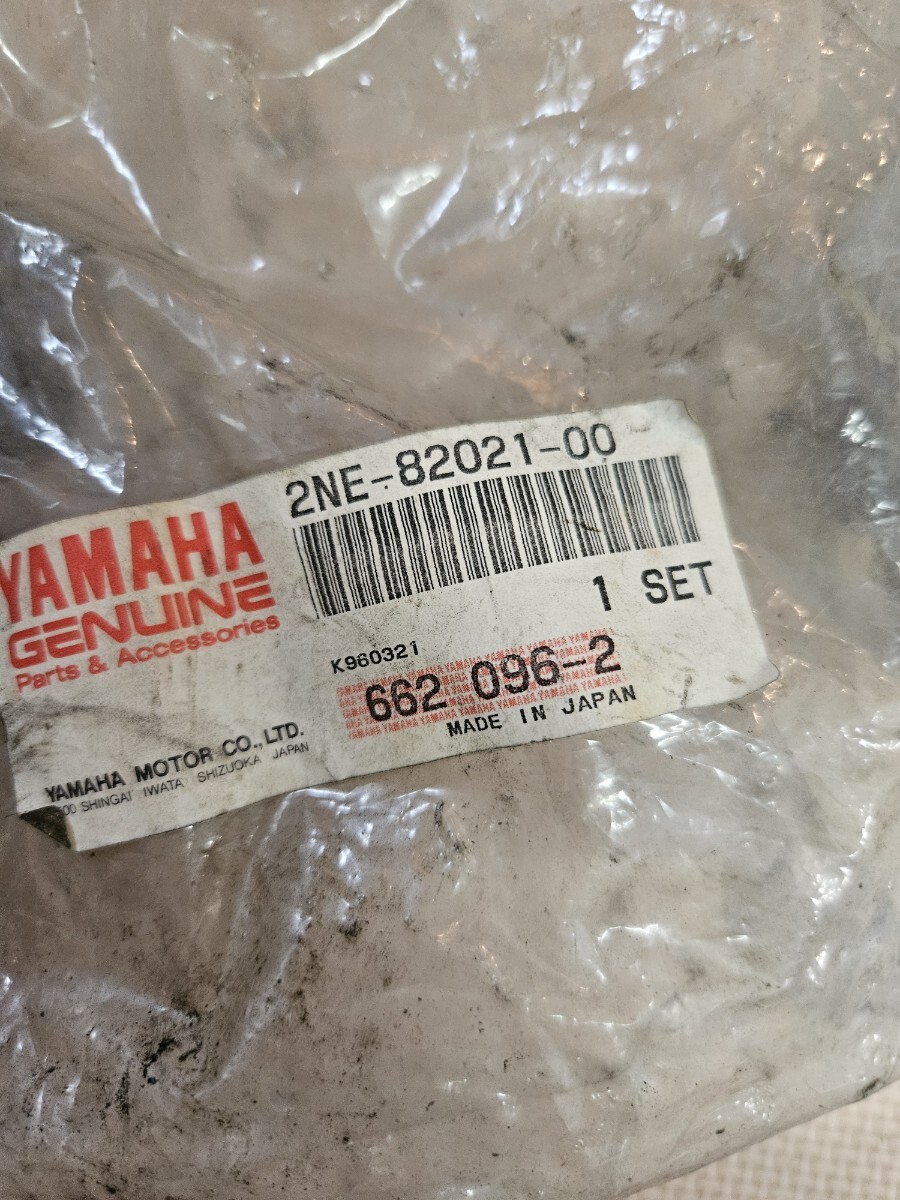 YAMAHA
GENUINE
Parts & Accessories
YAMAHA MOTOR CO., LTD.
SHINGAI IWATA SHIZUOKA JAPAN
2NE-82021-00
1 SET
K960321
662 096-2
MADE IN JAPAN